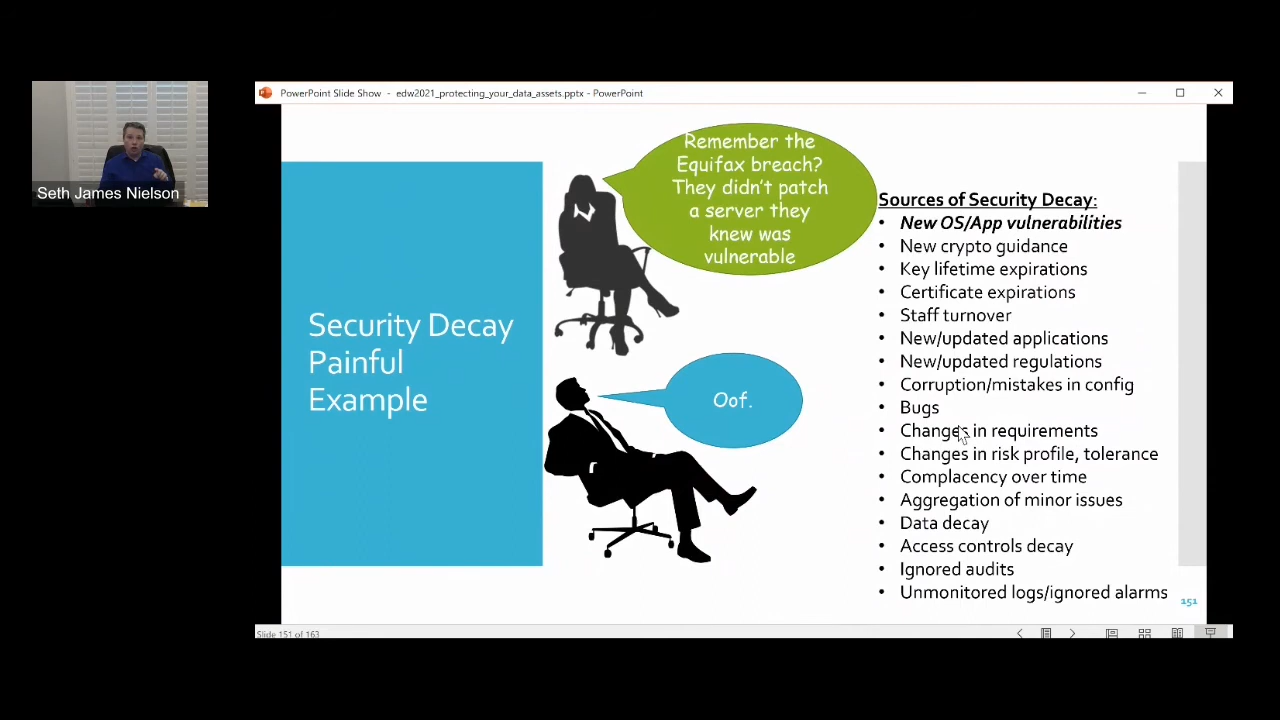 PowerPoint Slide Show - edw2021_protecting_your_data_assets.pptx - PowerPoint
Seth James Nielson
Security Decay
Painful
Example
Remember the
Equifax breach?
They didn't patch
a server they
knew was
vulnerable
Oof.
Sources of Security Decay:
• New OS/App vulnerabilities
• New crypto guidance
• Key lifetime expirations
• Certificate expirations
• Staff turnover
• New/updated applications
• New/updated regulations
• Corruption/mistakes in config
• Bugs
• Changes in requirements
• Changes in risk profile, tolerance
• Complacency over time
• Aggregation of minor issues
• Data decay
• Access controls decay
• Ignored audits
• Unmonitored logs/ignored alarms
151
Slide 151 of 163